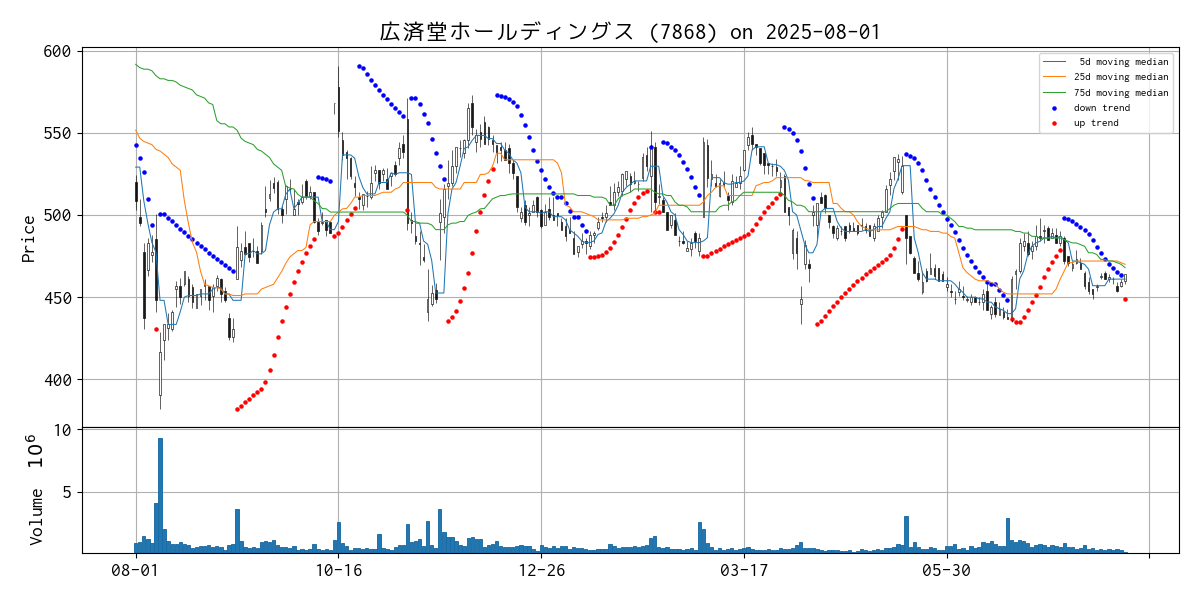 広済堂ホールディングス (7868) on 2025-08-01
600
550
500
450
400
Price
5d moving median
25d moving median
75d moving median
down trend
up trend
10
5
Volume 10^6
08-01
10-16
12-26
03-17
05-30